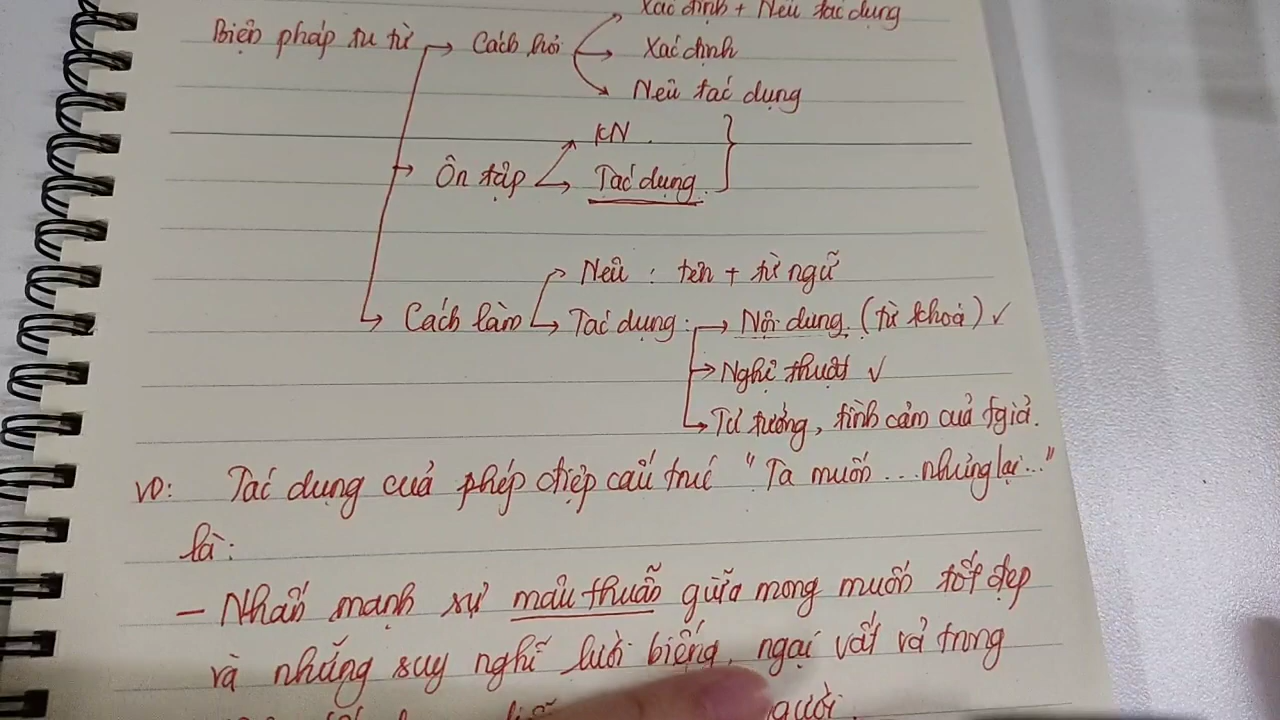 Xác định + Nêu tác dụng
Biện pháp tu từ → Cách hỏi → Xác định
Nêu tác dụng
KN.
Ôn tập → Tác dụng.
Nêu : tên + từ ngữ
Cách làm → Tác dụng : → Nội dung. (từ khoá) ✓
→ Nghệ thuật ✓
→ Tư tưởng, tình cảm của tgiả.
VD: Tác dụng của phép điệp cấu trúc "Ta muốn ... nhưng lại..."
là:
– Nhấn mạnh sự mâu thuẫn giữa mong muốn tốt đẹp
và những suy nghĩ lười biếng, ngại vất vả trong
người.